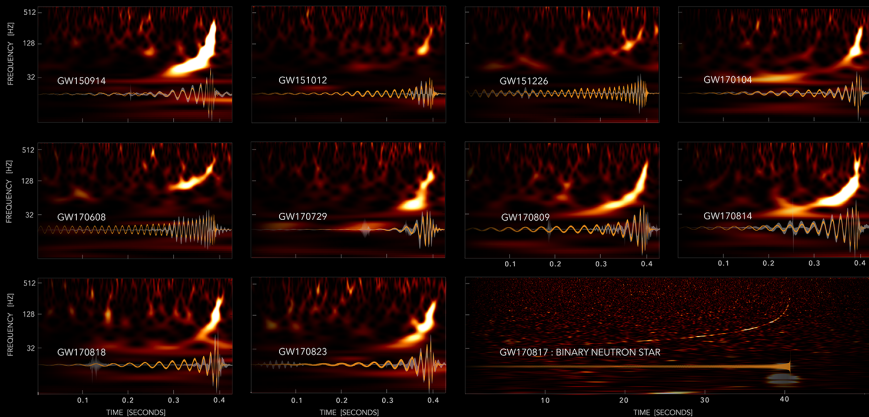 FREQUENCY [HZ]
512
128
32
GW150914
GW151012
GW151226
GW170104
FREQUENCY [HZ]
512
128
32
GW170608
GW170729
GW170809
GW170814
0.1 0.2 0.3 0.4
0.1 0.2 0.3 0.4
FREQUENCY [HZ]
512
128
32
GW170818
GW170823
GW170817 : BINARY NEUTRON STAR
0.1 0.2 0.3 0.4
0.1 0.2 0.3 0.4
10 20 30 40
TIME [SECONDS]
TIME [SECONDS]
TIME [SECONDS]